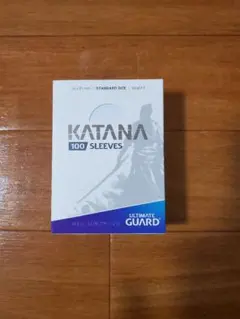 STANDARD SIZE
KATANA
100 SLEEVES
ULTIMATE
GUARD